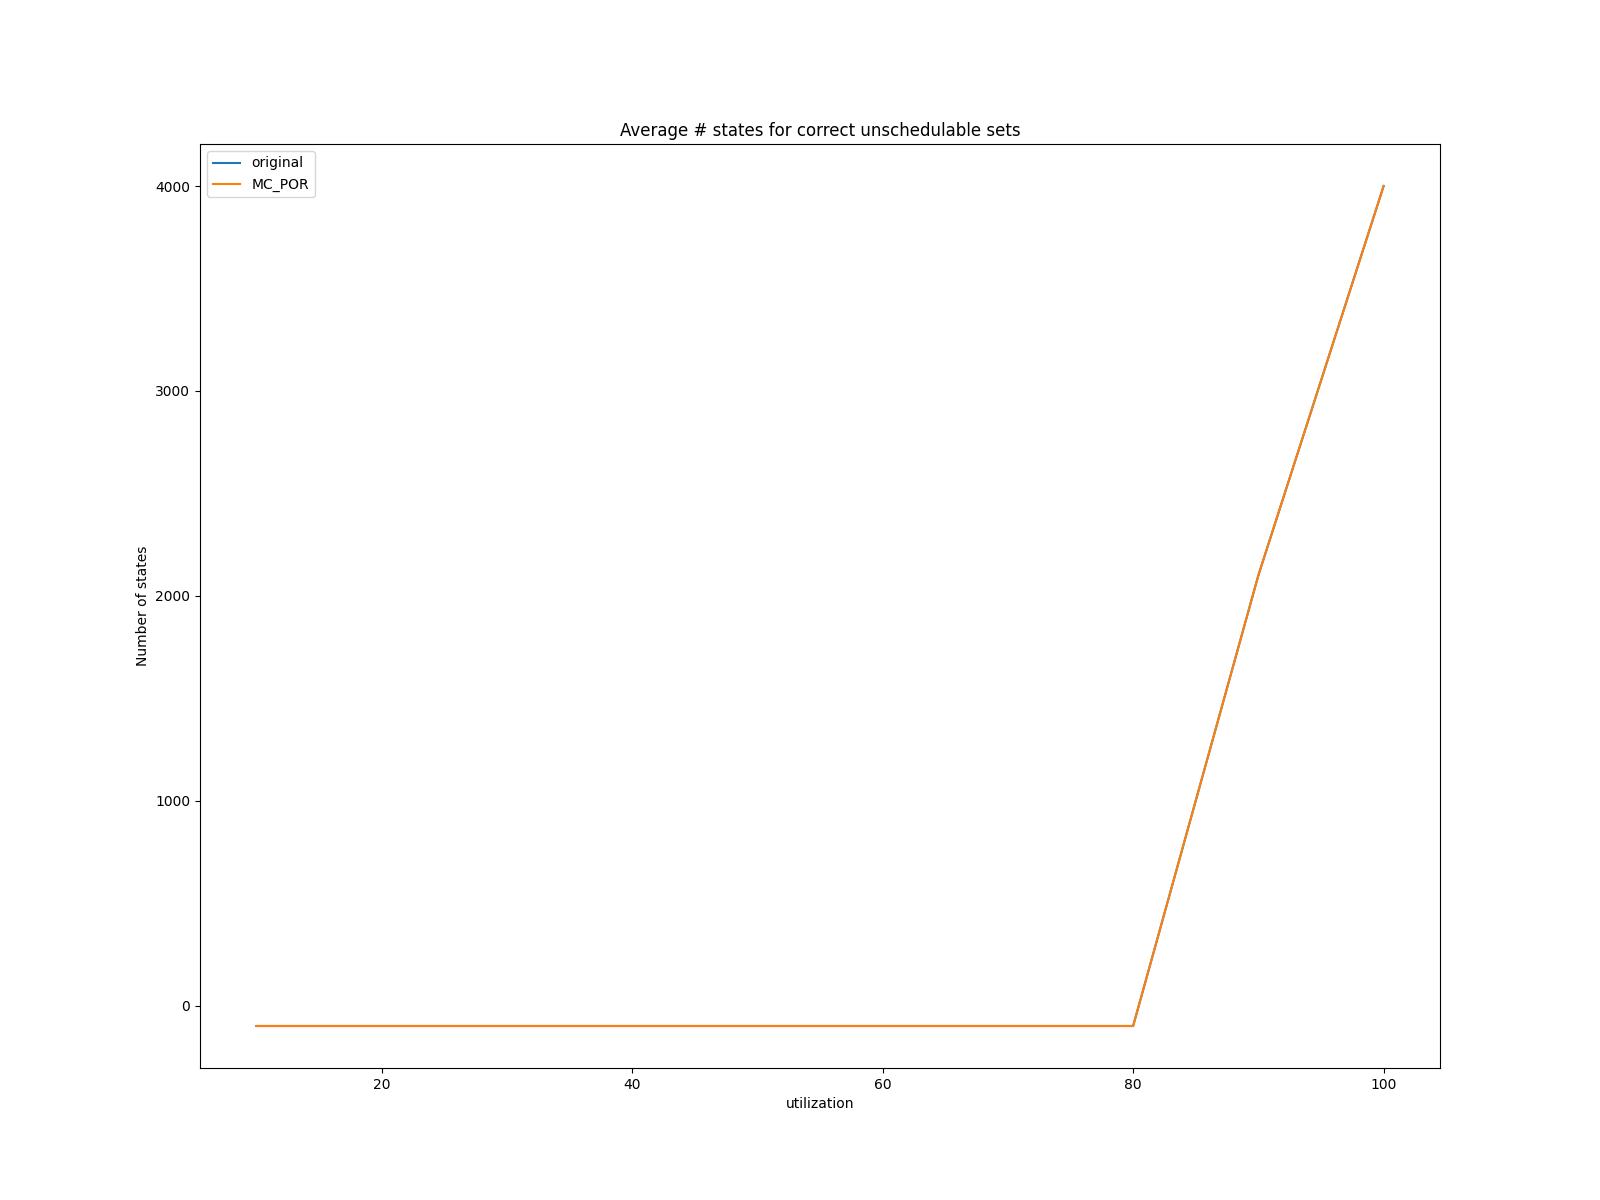 Average # states for correct unschedulable sets
original
MC_POR
4000
3000
2000
1000
0
Number of states
20
40
60
80
100
utilization